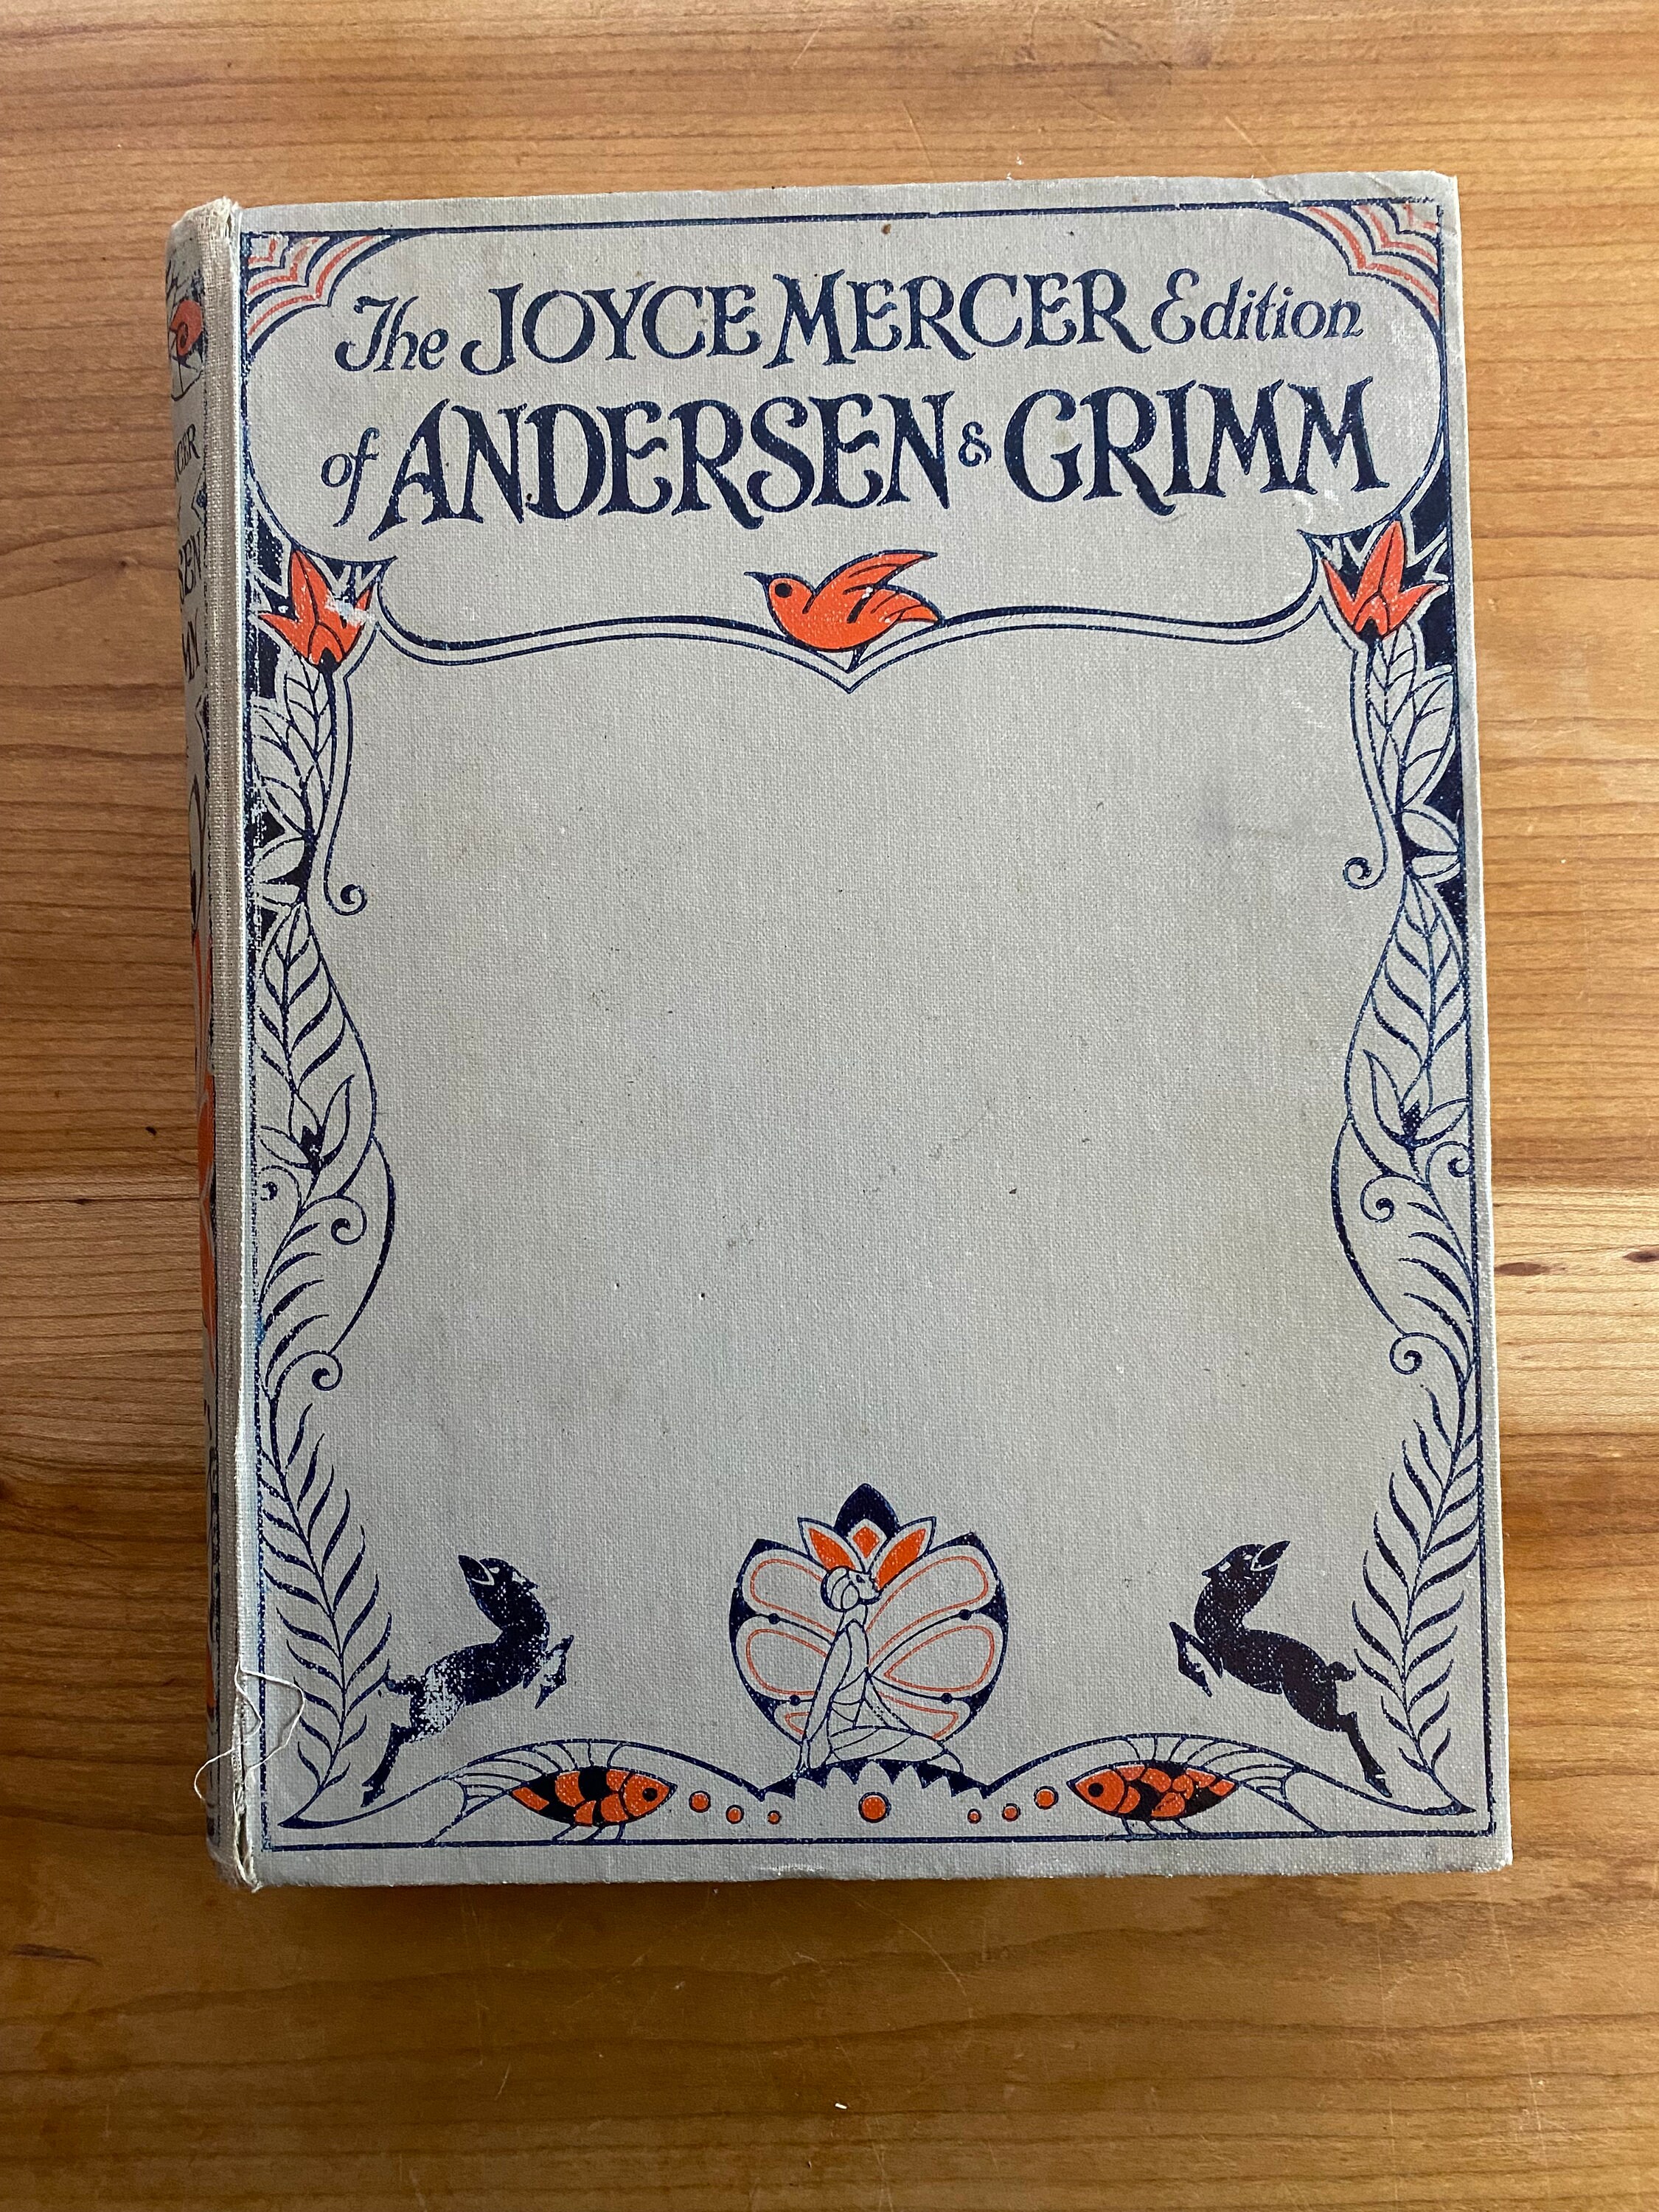 The JOYCE MERCER Edition
of ANDERSEN & GRIMM